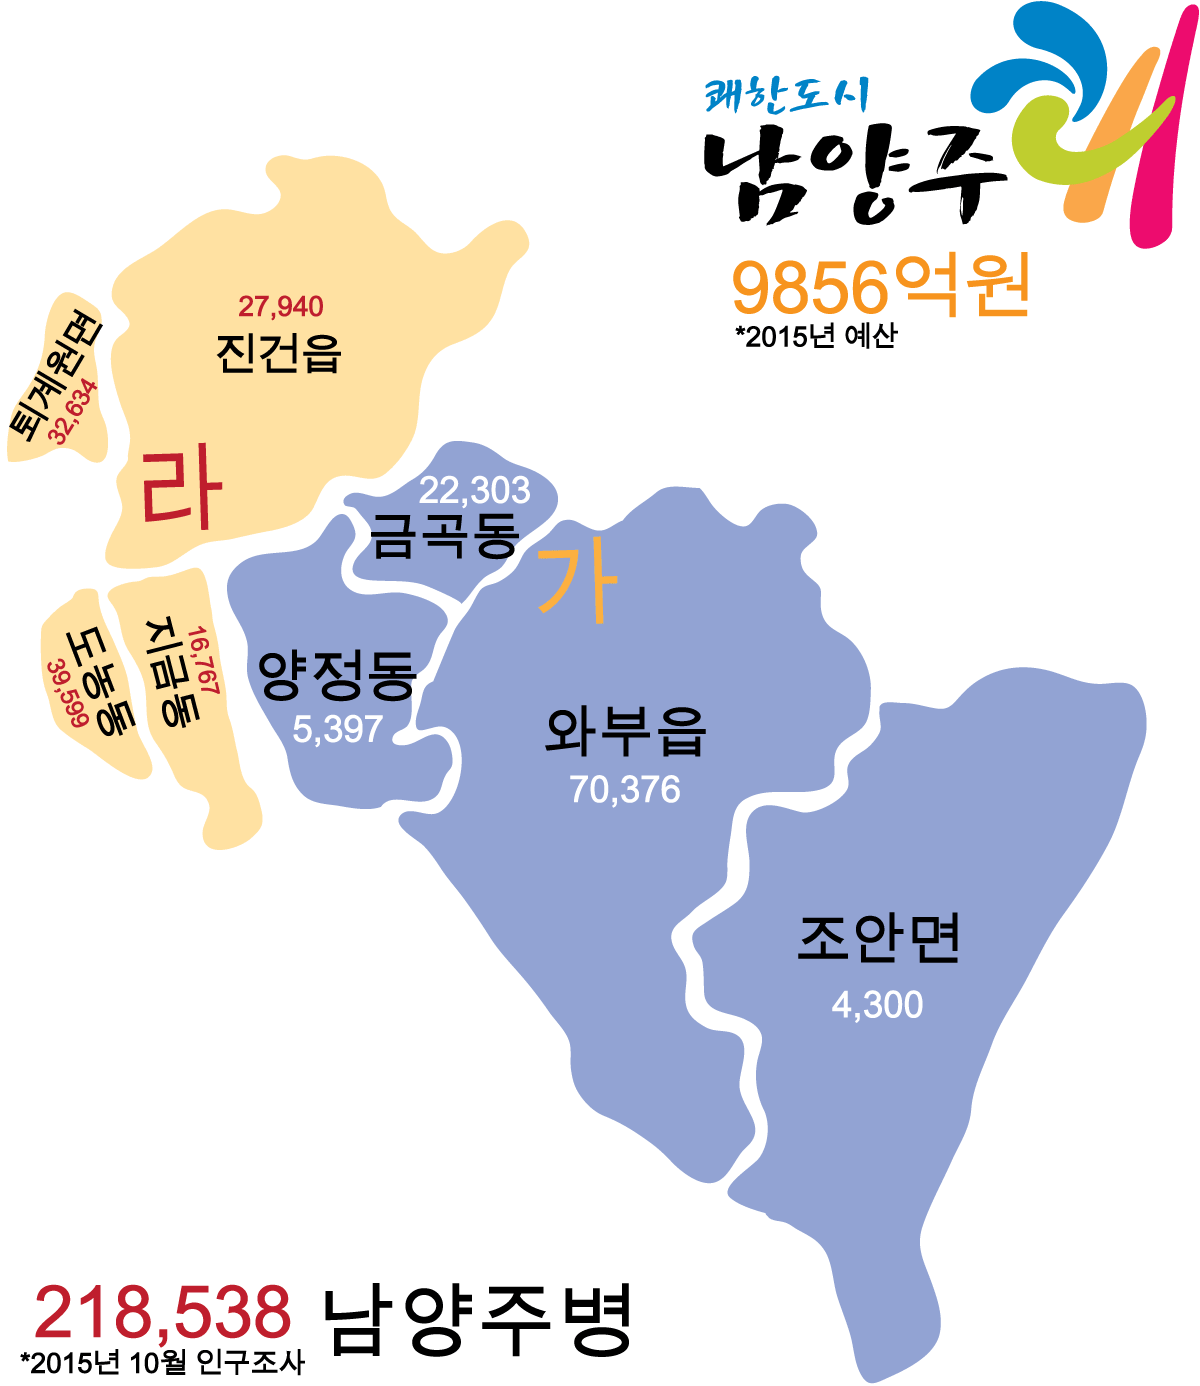 쾌한도시
남양주
9856억원
*2015년 예산
27,940
진건읍
퇴계원면
32,634
라
22,303
금곡동
가
도농동
39,599
지금동
16,767
양정동
5,397
와부읍
70,376
조안면
4,300
218,538 남양주병
*2015년 10월 인구조사